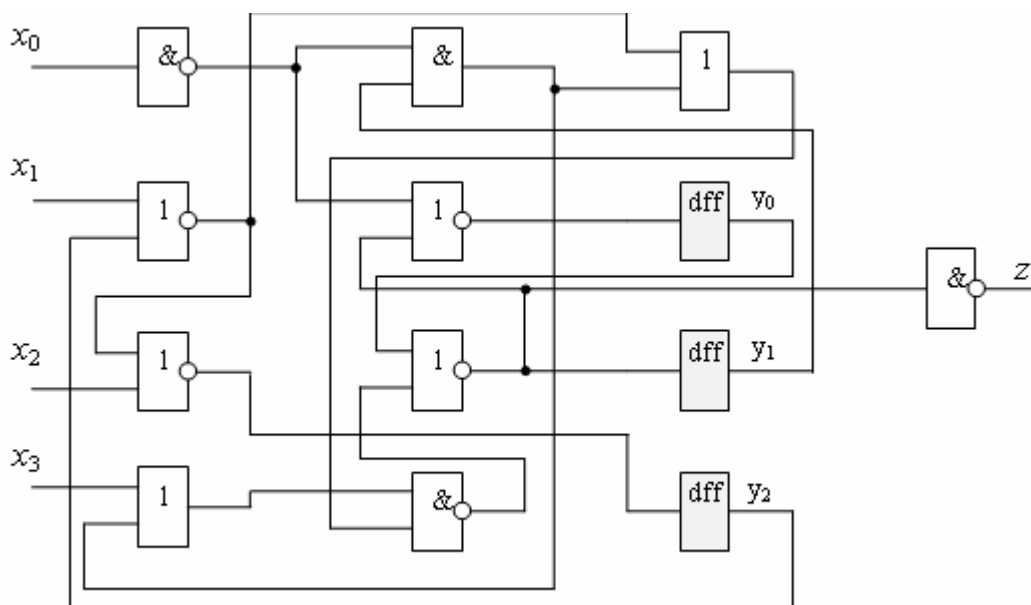 x₀ & & 1
x₁ 1 1 dff y₀
& z
x₂ 1 1 dff y₁
x₃ 1 & dff y₂